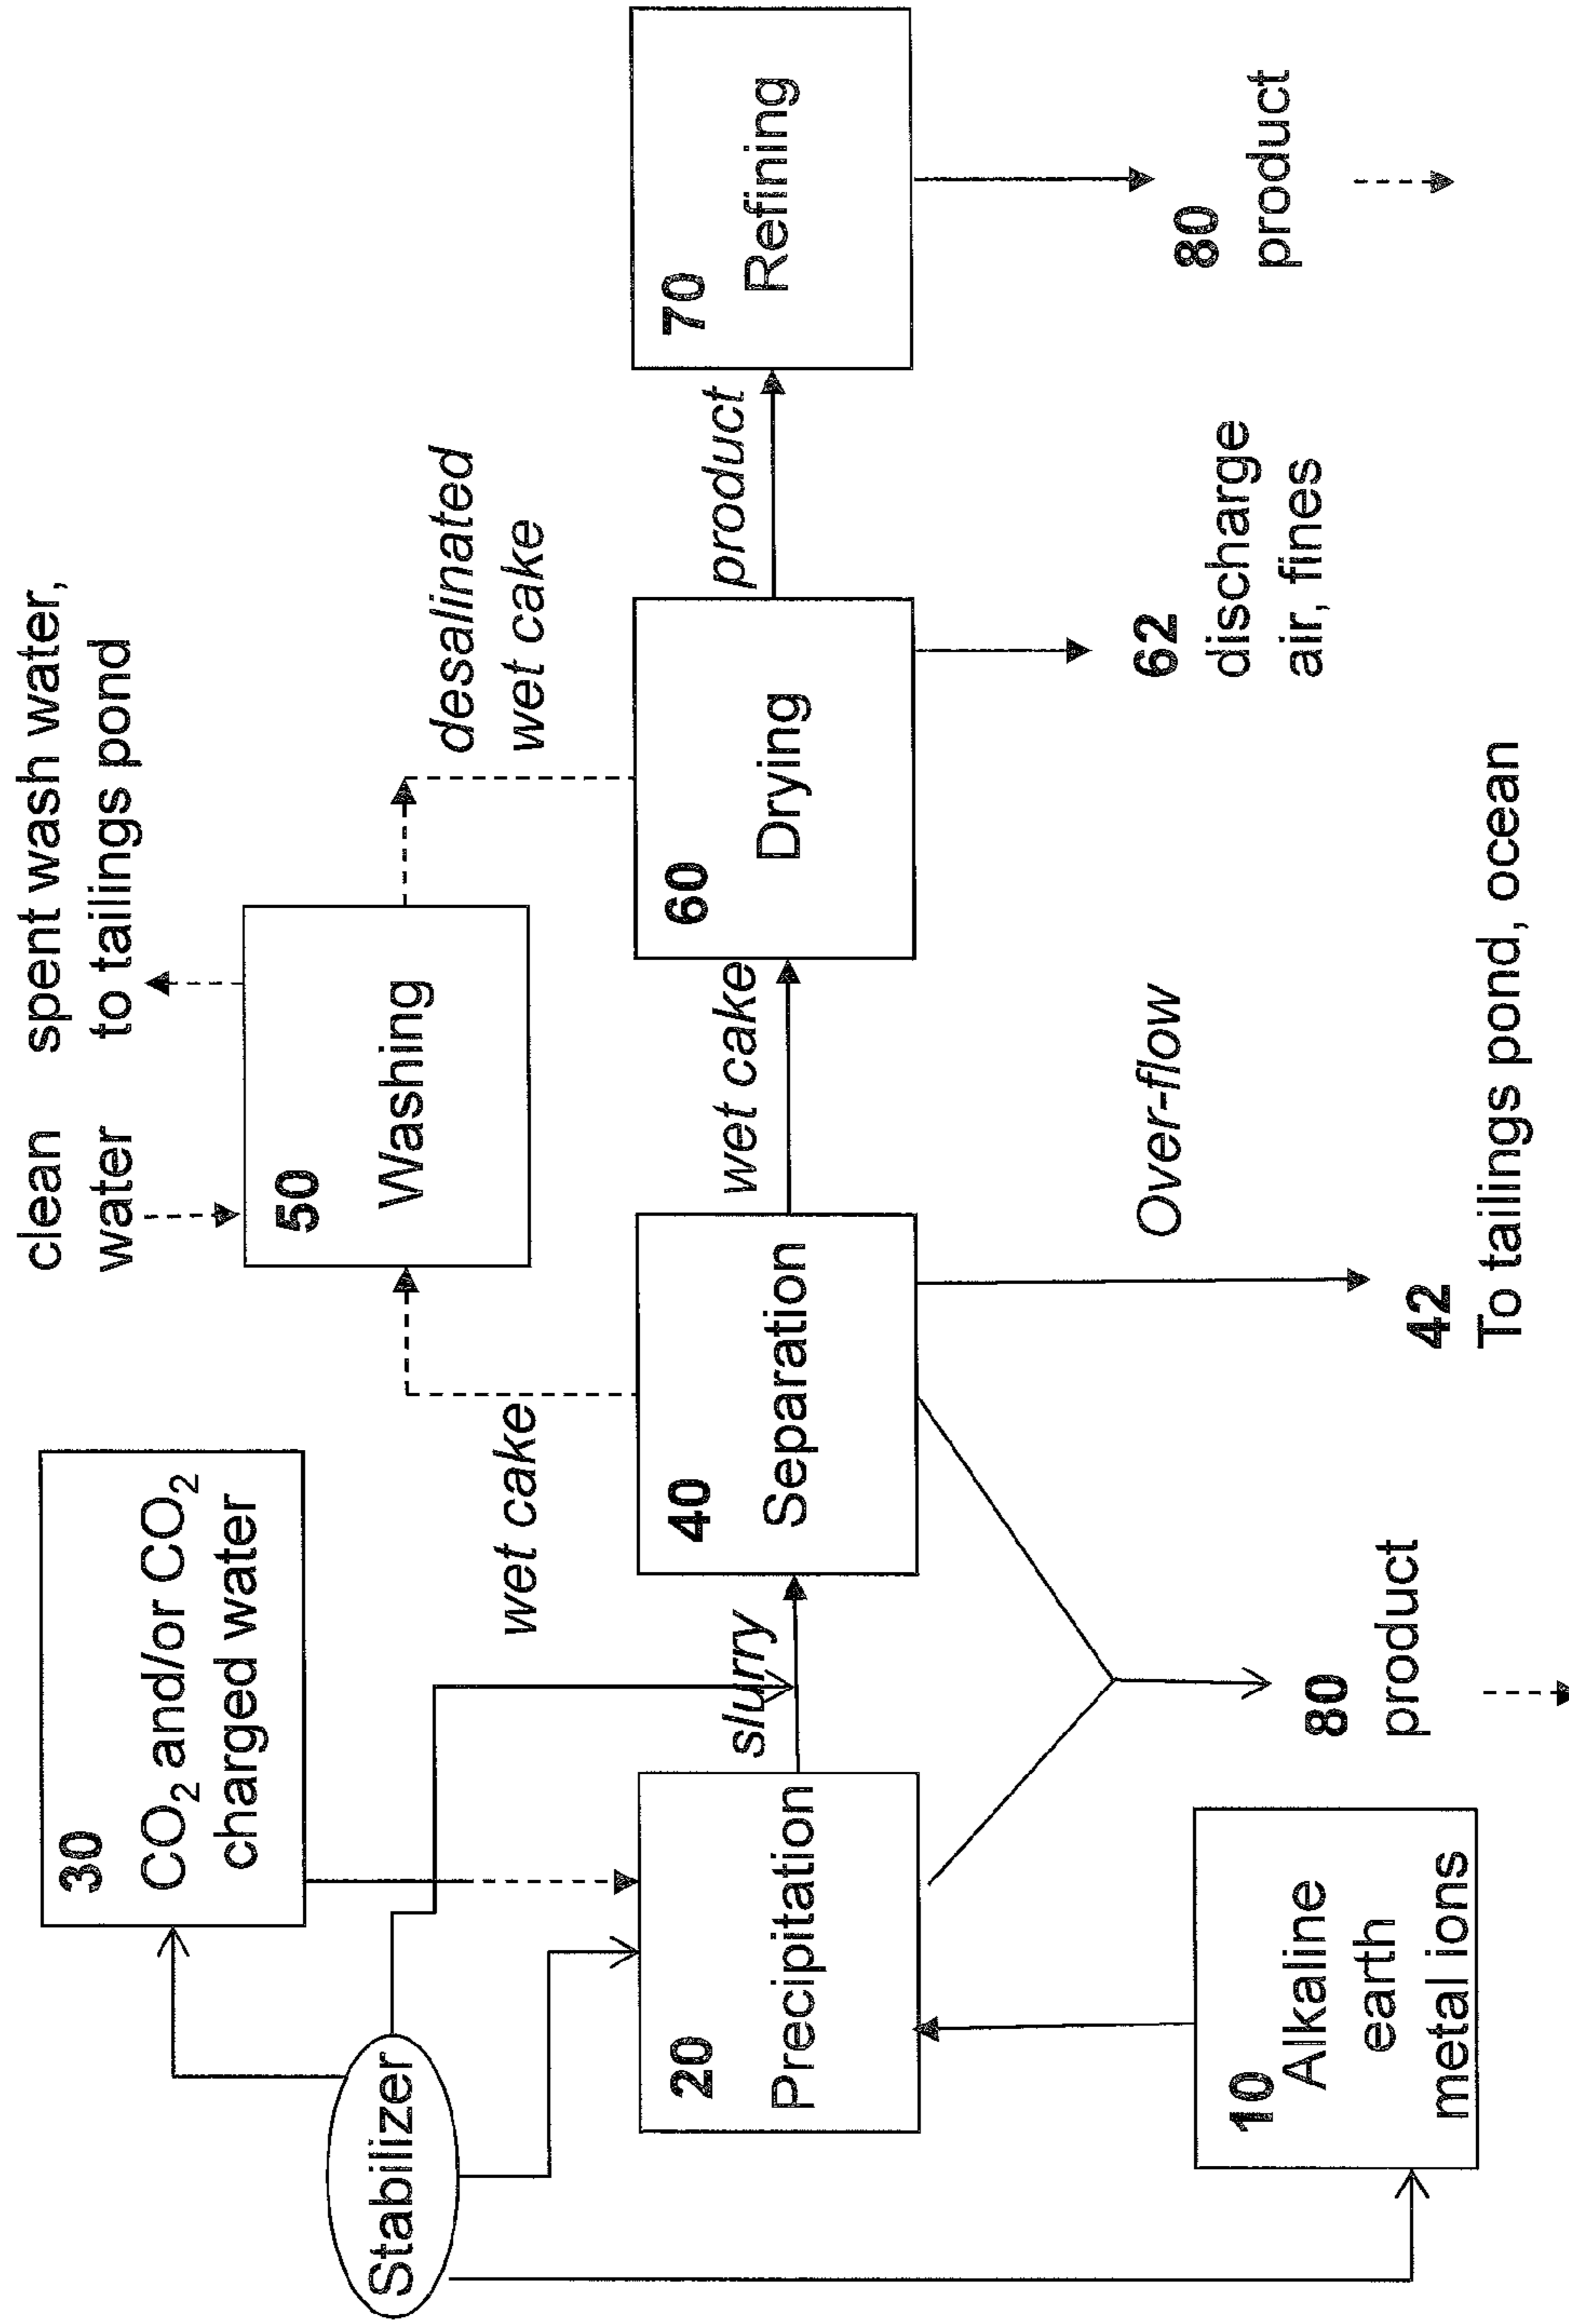 clean
water
spent wash water,
to tailings pond
30
CO₂ and/or CO₂
charged water
50
Washing
Stabilizer
wet cake
desalinated
wet cake
20
Precipitation
slurry
40
Separation
wet cake
60
Drying
product
70
Refining
10
Alkaline
earth
metal ions
80
product
Over-flow
42
To tailings pond, ocean
62
discharge
air, fines
80
product